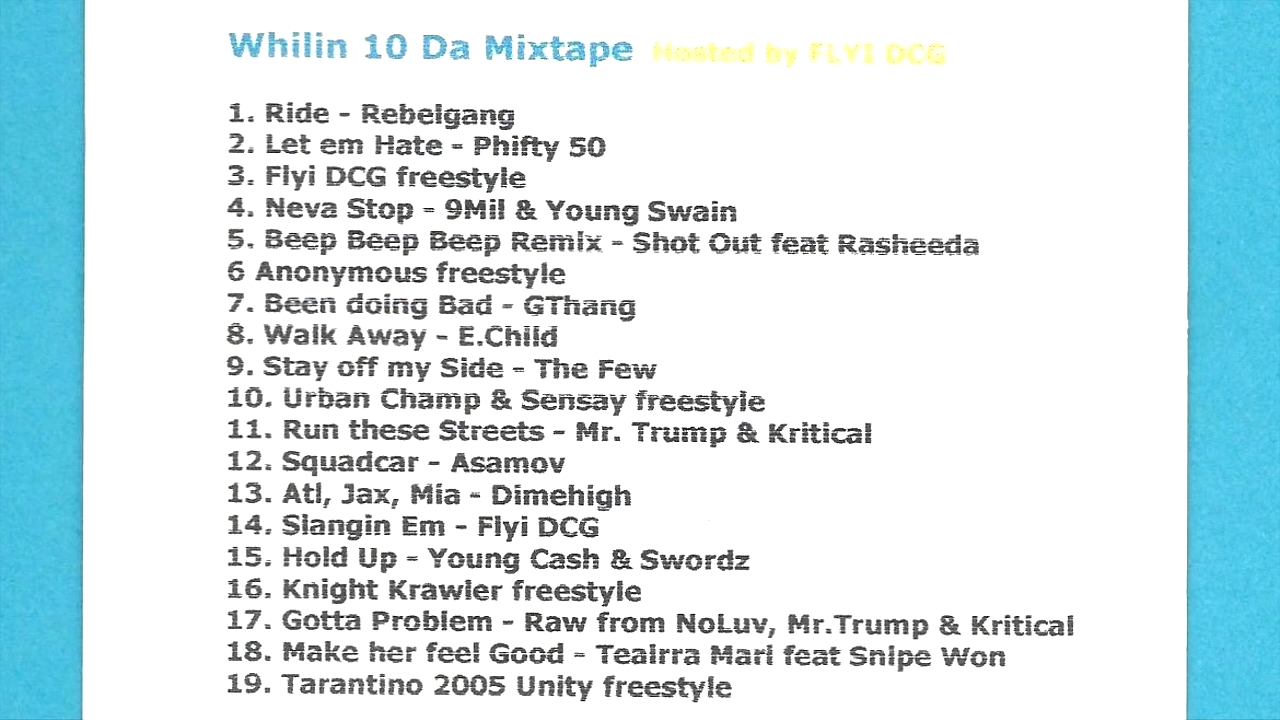 Whilin 10 Da Mixtape Hosted by FLYI DCG
1. Ride - Rebelgang
2. Let em Hate - Phifty 50
3. Flyi DCG freestyle
4. Neva Stop - 9Mil & Young Swain
5. Beep Beep Beep Remix - Shot Out feat Rasheeda
6 Anonymous freestyle
7. Been doing Bad - GThang
8. Walk Away - E.Child
9. Stay off my Side - The Few
10. Urban Champ & Sensay freestyle
11. Run these Streets - Mr. Trump & Kritical
12. Squadcar - Asamov
13. Atl, Jax, Mia - Dimehigh
14. Slangin Em - Flyi DCG
15. Hold Up - Young Cash & Swordz
16. Knight Krawler freestyle
17. Gotta Problem - Raw from NoLuv, Mr.Trump & Kritical
18. Make her feel Good - Teairra Mari feat Snipe Won
19. Tarantino 2005 Unity freestyle